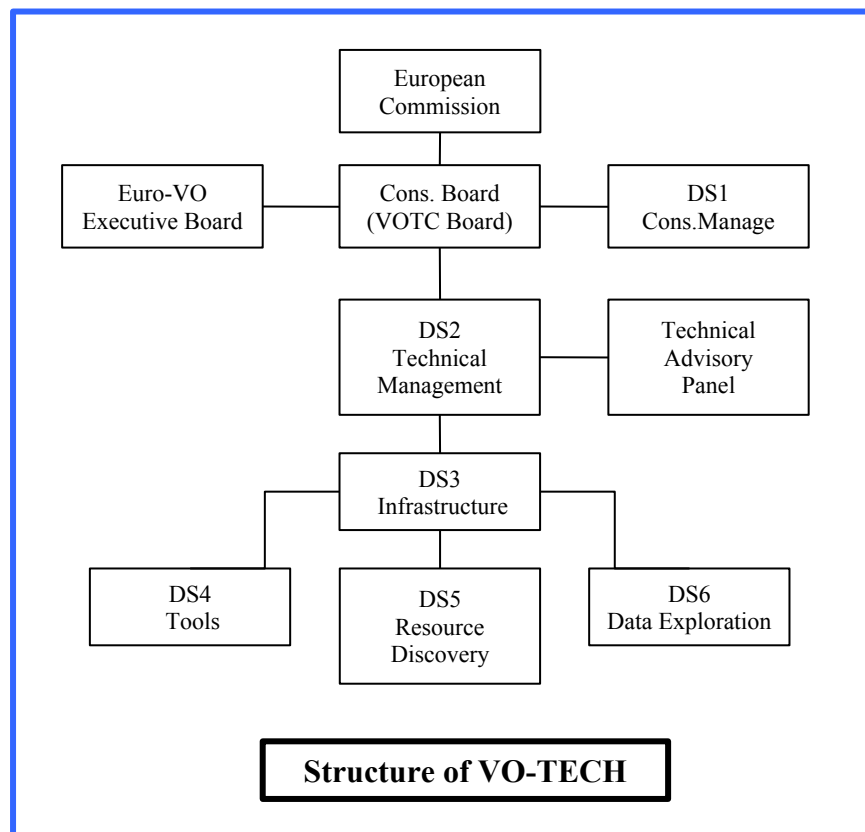 European
Commission
Euro-VO
Executive Board
Cons. Board
(VOTC Board)
DS1
Cons.Manage
DS2
Technical
Management
Technical
Advisory
Panel
DS3
Infrastructure
DS4
Tools
DS5
Resource
Discovery
DS6
Data Exploration
Structure of VO-TECH